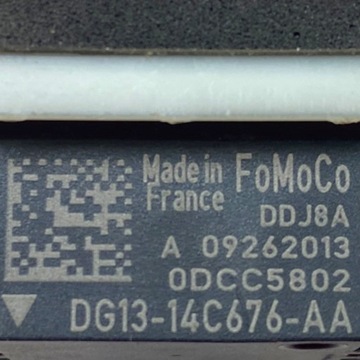 Made in FoMoCo
France
DDJ8A
A 09262013
0DCC5802
DG13-14C676-AA